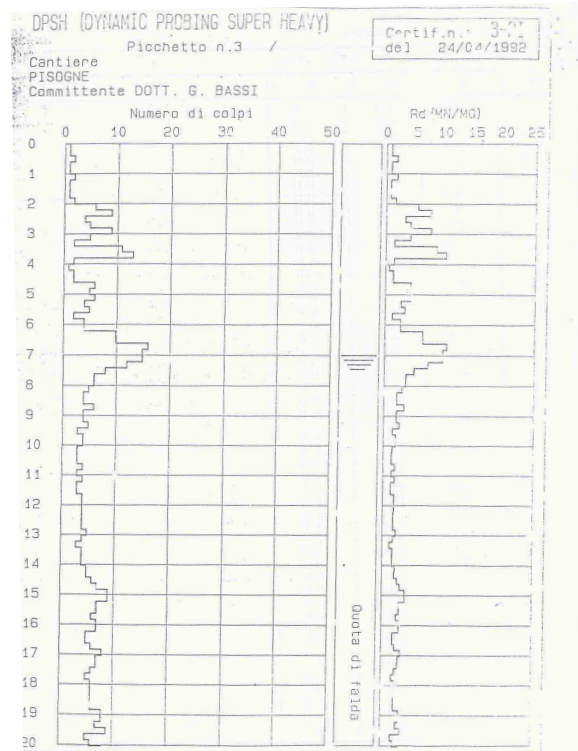 DPSH (DYNAMIC PROBING SUPER HEAVY)
Picchetto n.3 /
Certif.n.
del 24/04/1992
Cantiere
PISOGNE
Committente DOTT. G. BASSI
Numero di colpi
Rd (MN/MG)
0 10 20 30 40 50
0 5 10 15 20 25
0
1
2
3
4
5
6
7
8
9
10
11
12
13
14
15
16
17
18
19
20
Quota di falda